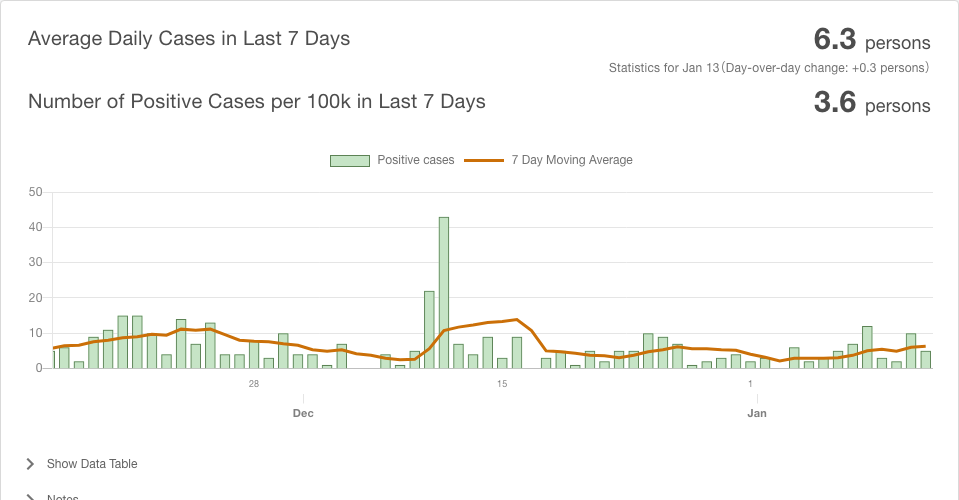 Average Daily Cases in Last 7 Days
6.3 persons
Statistics for Jan 13(Day-over-day change: +0.3 persons)
Number of Positive Cases per 100k in Last 7 Days
3.6 persons
Positive cases
7 Day Moving Average
50
40
30
20
10
0
28
15
1
Dec
Jan
Show Data Table
Notes